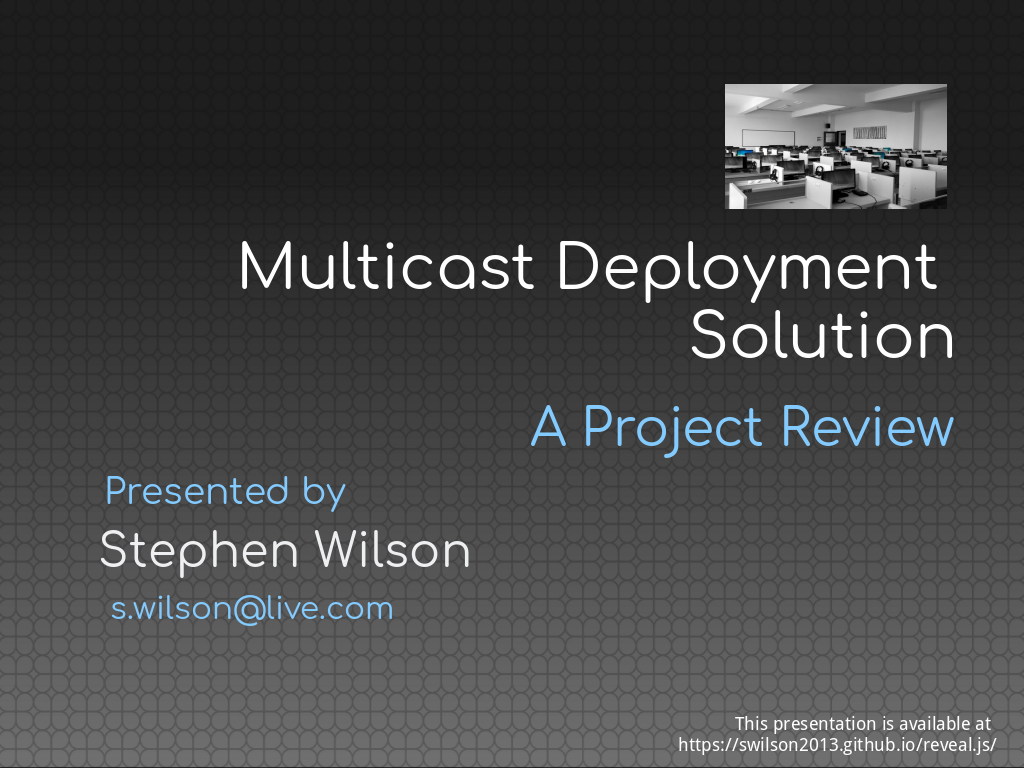 Multicast Deployment
Solution
A Project Review
Presented by
Stephen Wilson
s.wilson@live.com
This presentation is available at
https://swilson2013.github.io/reveal.js/